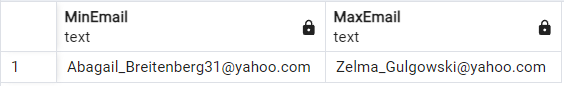 MinEmail MaxEmail
text text
1 Abagail_Breitenberg31@yahoo.com Zelma_Gulgowski@yahoo.com